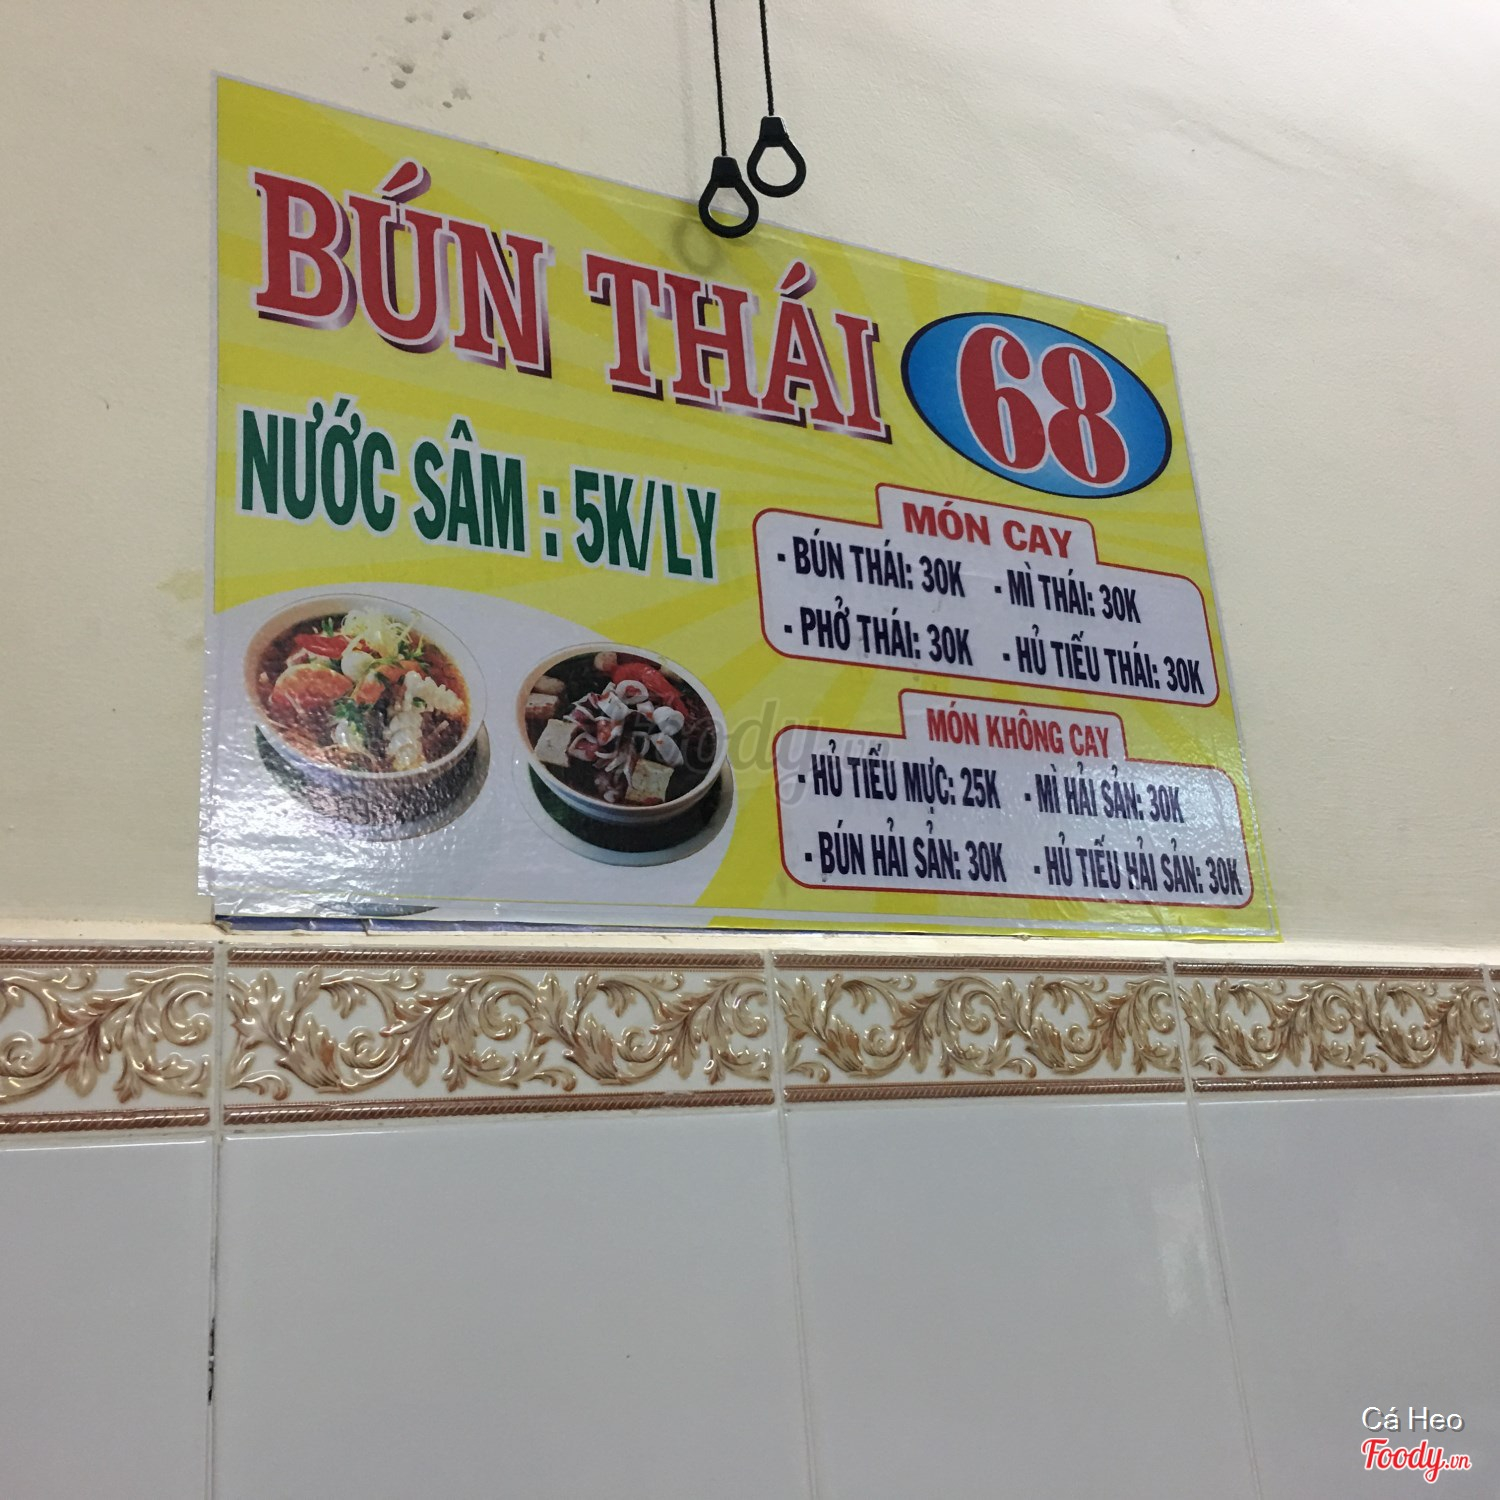 BÚN THÁI 68
NƯỚC SÂM : 5K/LY
MÓN CAY
- BÚN THÁI: 30K - MÌ THÁI: 30K
- PHỞ THÁI: 30K - HỦ TIẾU THÁI: 30K
MÓN KHÔNG CAY
- HỦ TIẾU MỰC: 25K - MÌ HẢI SẢN: 30K
- BÚN HẢI SẢN: 30K - HỦ TIẾU HẢI SẢN: 30K
Foody.vn
Cá Heo
Foody.vn